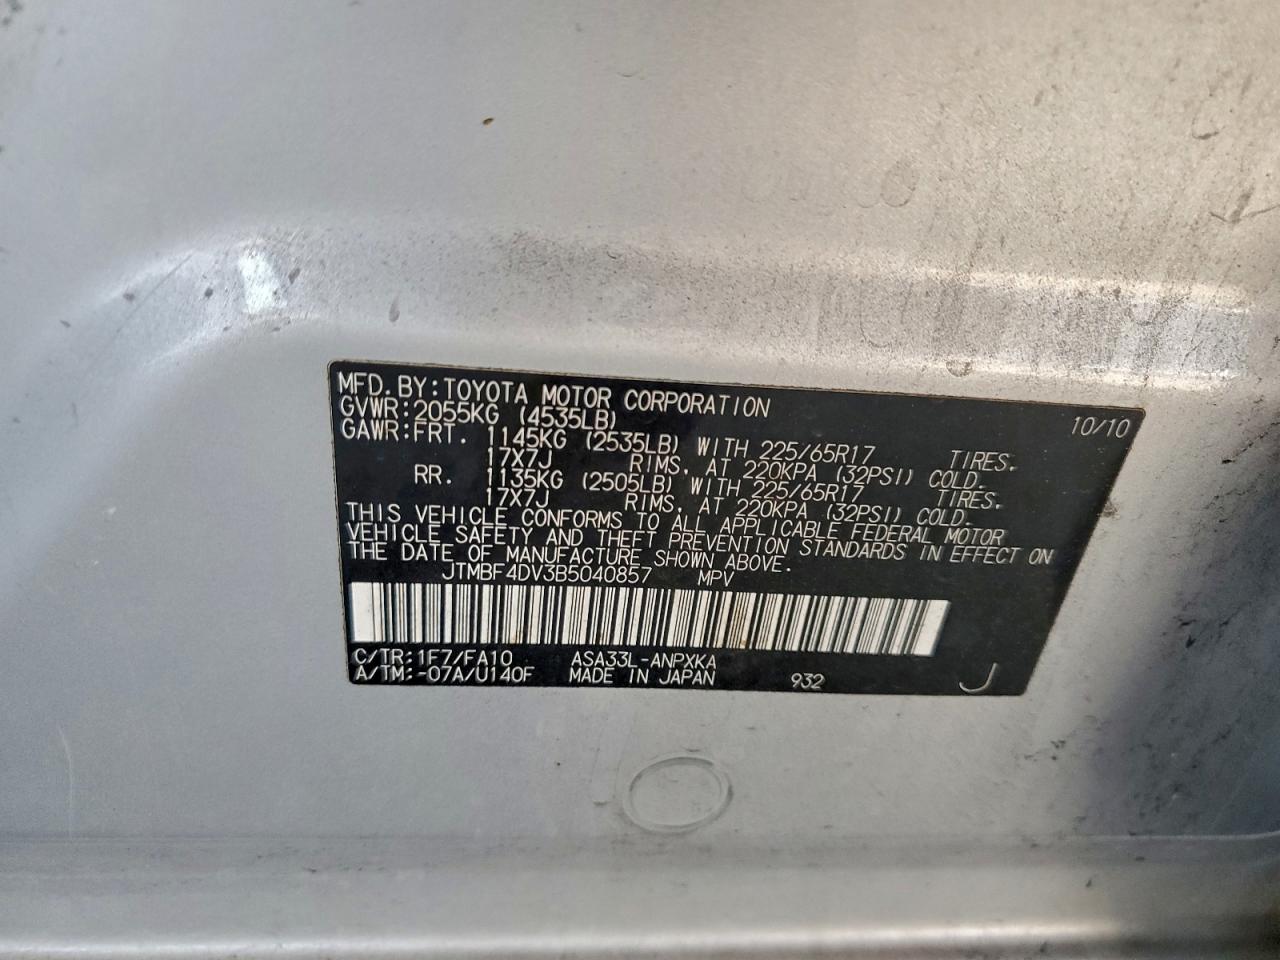 MFD. BY: TOYOTA MOTOR CORPORATION 10/10
GVWR: 2055KG (4535LB)
GAWR: FRT. 1145KG (2535LB) WITH 225/65R17 TIRES.
17X7J RIMS, AT 220KPA (32PSI) COLD.
RR. 1135KG (2505LB) WITH 225/65R17 TIRES.
17X7J RIMS, AT 220KPA (32PSI) COLD.
THIS VEHICLE CONFORMS TO ALL APPLICABLE FEDERAL MOTOR
VEHICLE SAFETY AND THEFT PREVENTION STANDARDS IN EFFECT ON
THE DATE OF MANUFACTURE SHOWN ABOVE.
JTMBF4DV3B5040857 MPV
C/TR: 1F7/FA10 ASA33L-ANPXKA
A/TM: -07A/U140F MADE IN JAPAN 932 J